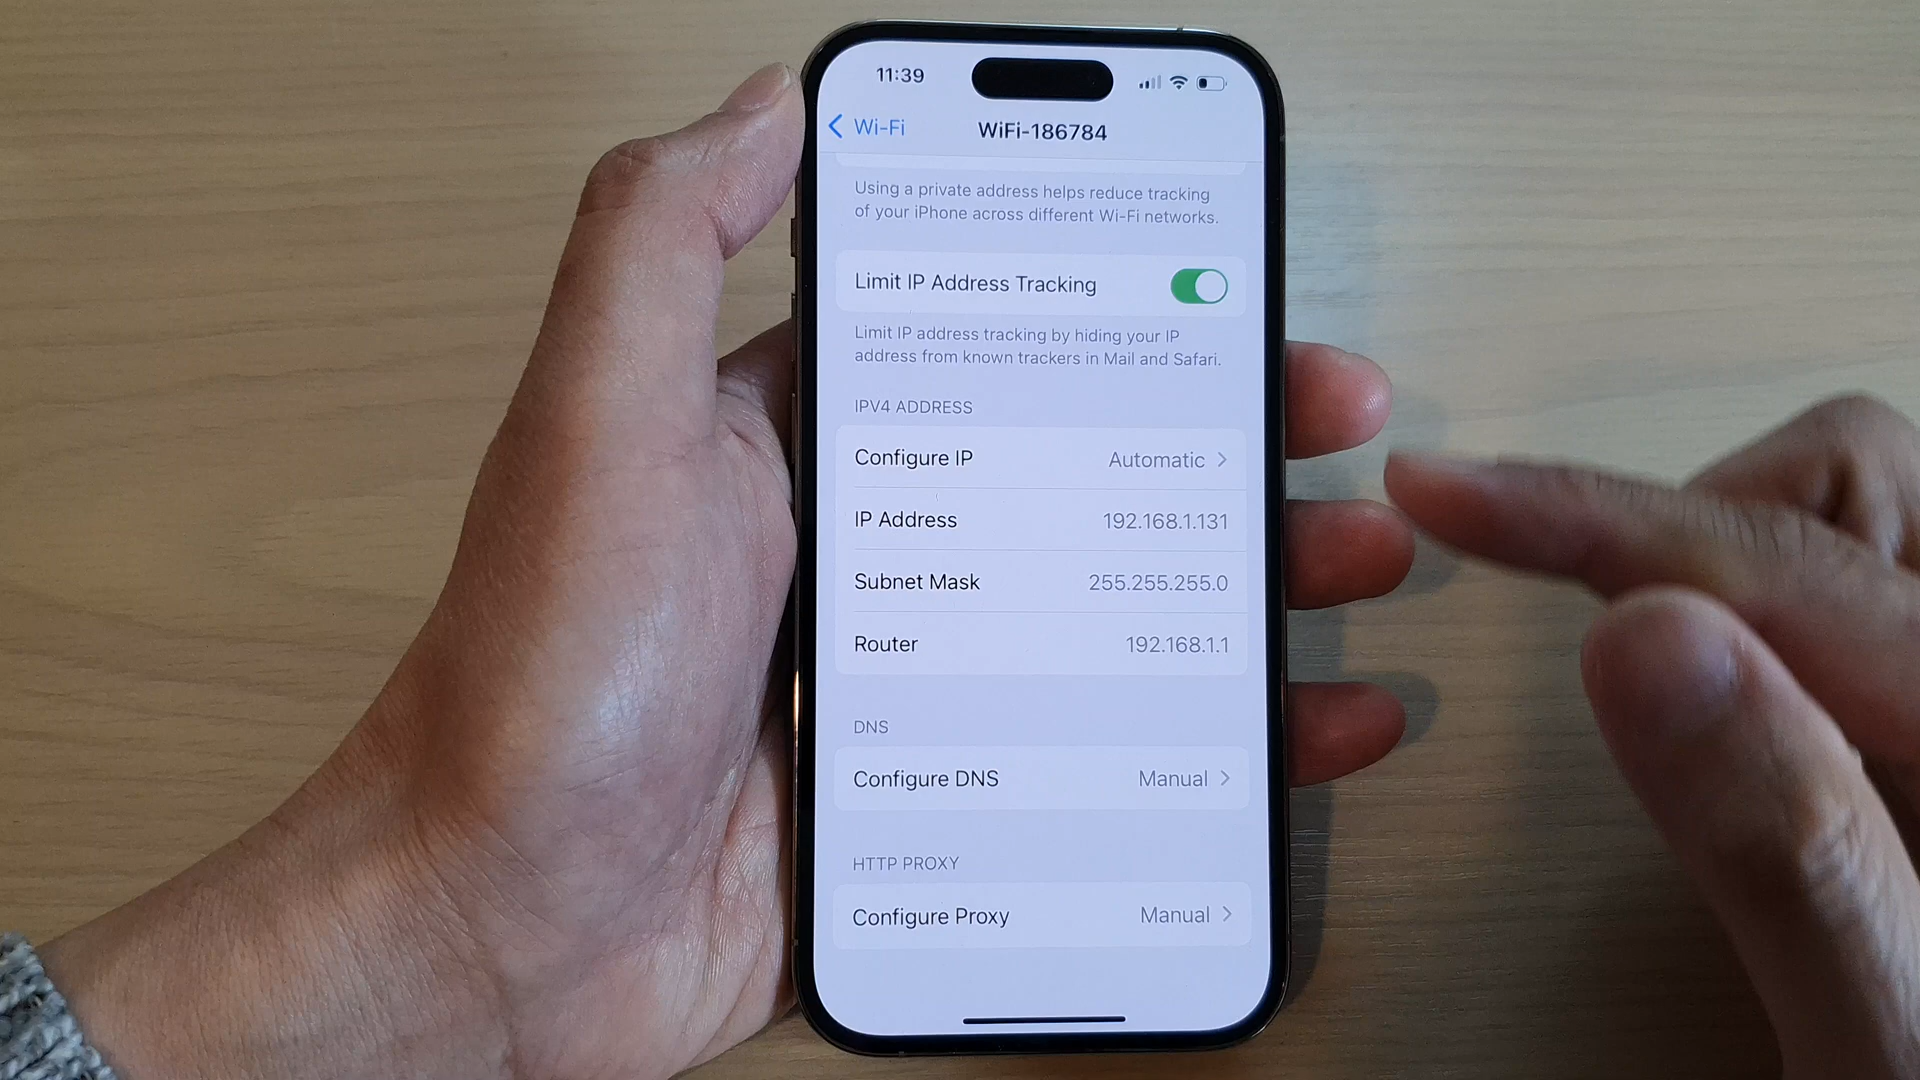 11:39
Wi-Fi
WiFi-186784
Using a private address helps reduce tracking
of your iPhone across different Wi-Fi networks.
Limit IP Address Tracking
Limit IP address tracking by hiding your IP
address from known trackers in Mail and Safari.
IPV4 ADDRESS
Configure IP Automatic
IP Address 192.168.1.131
Subnet Mask 255.255.255.0
Router 192.168.1.1
DNS
Configure DNS Manual
HTTP PROXY
Configure Proxy Manual